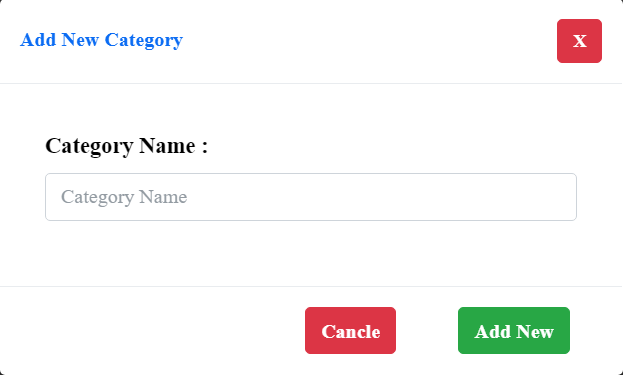 Add New Category
X
Category Name :
Category Name
Cancle
Add New